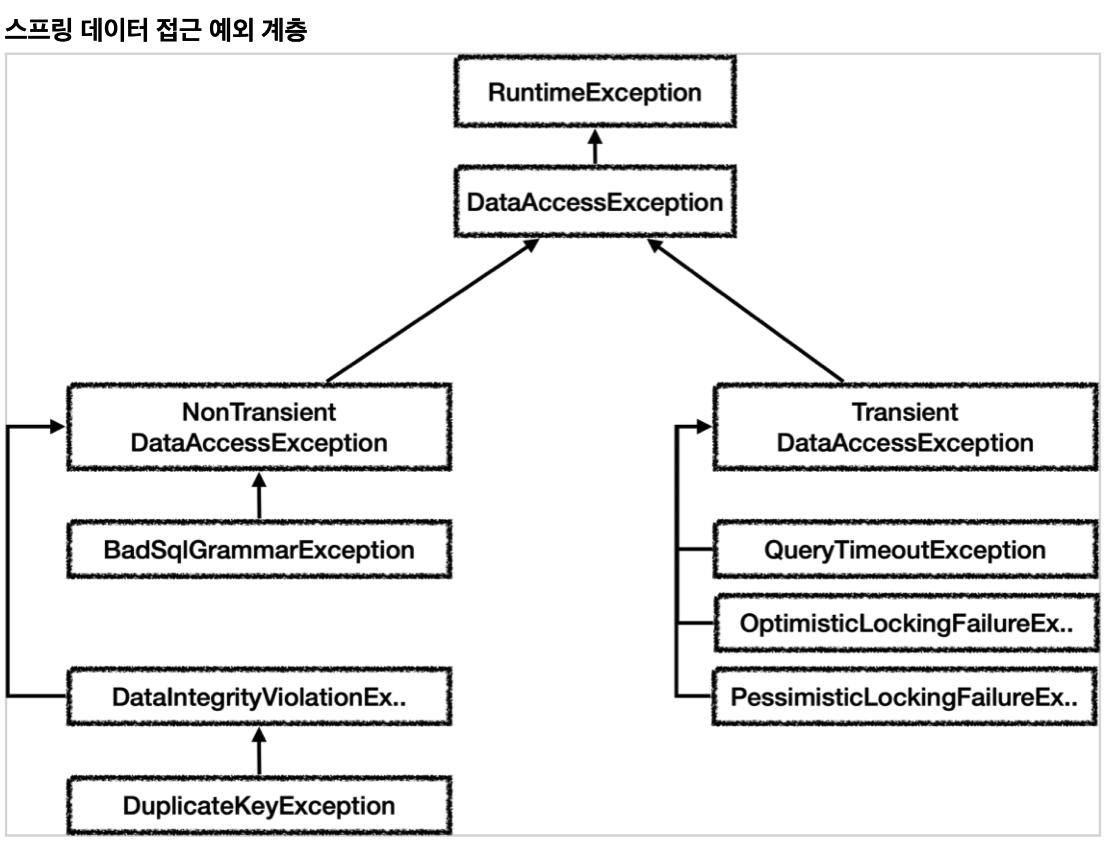 스프링 데이터 접근 예외 계층
RuntimeException
DataAccessException
NonTransient
DataAccessException
Transient
DataAccessException
BadSqlGrammarException
QueryTimeoutException
OptimisticLockingFailureEx..
DataIntegrityViolationEx..
PessimisticLockingFailureEx..
DuplicateKeyException